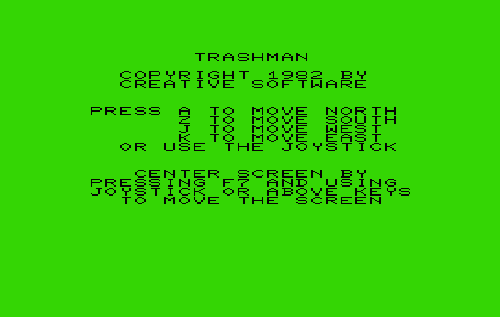 TRASHMAN
COPYRIGHT 1982 BY
CREATIVE SOFTWARE
PRESS A TO MOVE NORTH
Z TO MOVE SOUTH
J TO MOVE WEST
K TO MOVE EAST
OR USE THE JOYSTICK
CENTER SCREEN BY
PRESSING F7 AND USING
JOYSTICK OR ABOVE KEYS
TO MOVE THE SCREEN